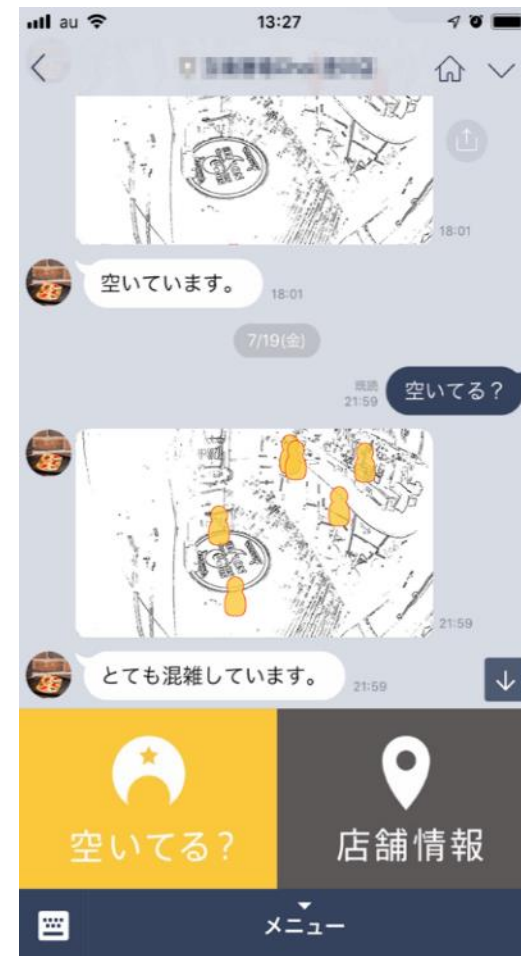 au
13:27
18:01
空いています。
18:01
7/19(金)
既読
21:59
空いてる？
21:59
とても混雑しています。
21:59
空いてる？
店舗情報
メニュー